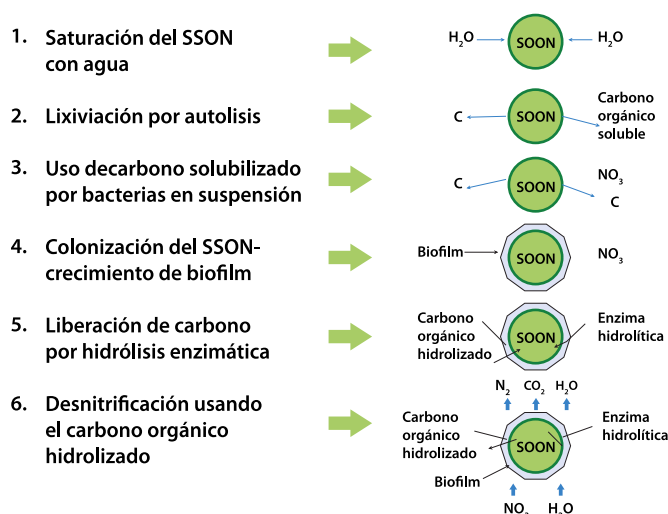 1. Saturación del SSON
con agua
H₂O
SOON
H₂O
2. Lixiviación por autolisis
C
SOON
Carbono
orgánico
soluble
3. Uso decarbono solubilizado
por bacterias en suspensión
C
SOON
NO₃
C
4. Colonización del SSON-
crecimiento de biofilm
Biofilm
SOON
NO₃
5. Liberación de carbono
por hidrólisis enzimática
Carbono
orgánico
hidrolizado
SOON
Enzima
hidrolítica
6. Desnitrificación usando
el carbono orgánico
hidrolizado
N₂ CO₂ H₂O
Carbono
orgánico
hidrolizado
SOON
Enzima
hidrolítica
Biofilm
NO₃ H₂O